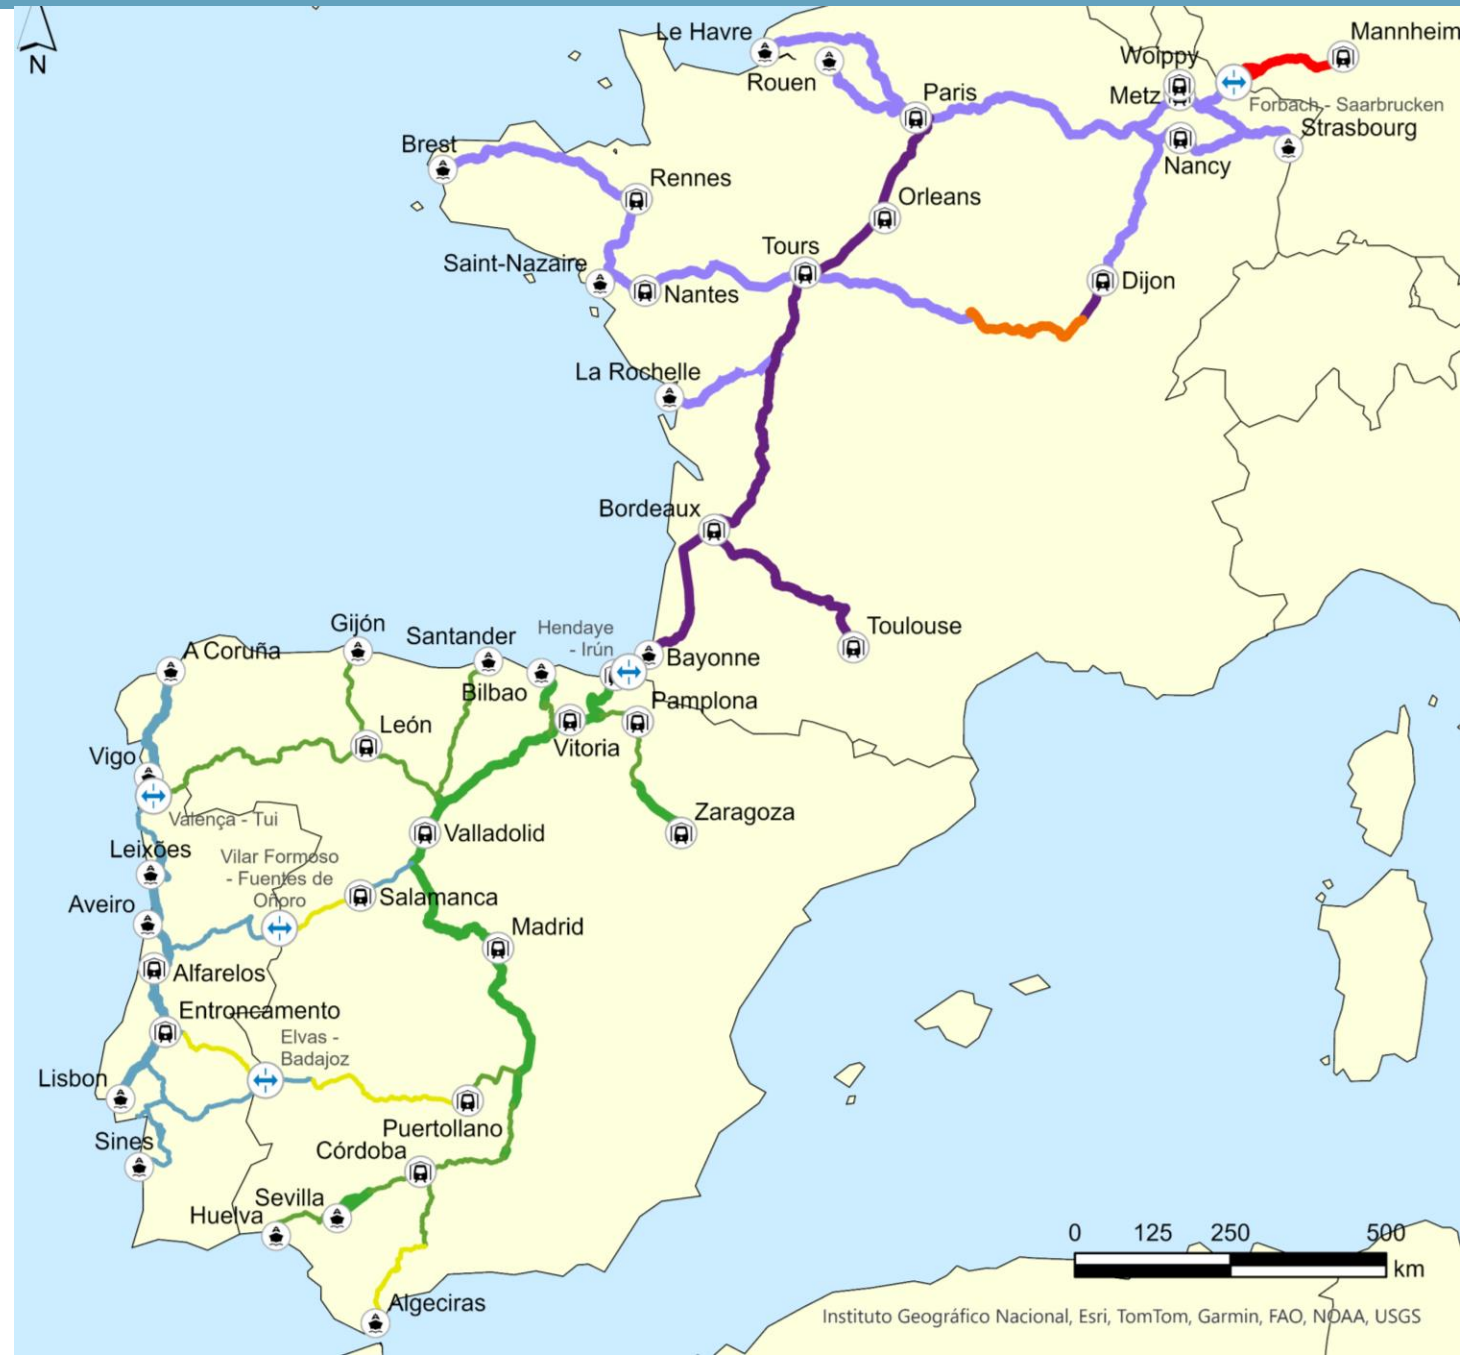 N
Le Havre
Rouen
Paris
Woippy
Metz
Mannheim
Forbach - Saarbrucken
Strasbourg
Nancy
Brest
Rennes
Orleans
Tours
Saint-Nazaire
Nantes
Dijon
La Rochelle
Bordeaux
Toulouse
Bayonne
Hendaye
- Irún
Gijón
Santander
A Coruña
Bilbao
Pamplona
León
Vitoria
Vigo
Zaragoza
Valença - Tui
Valladolid
Leixões
Vilar Formoso
- Fuentes de
Oñoro
Salamanca
Aveiro
Madrid
Alfarelos
Entroncamento
Elvas -
Badajoz
Lisbon
Puertollano
Sines
Córdoba
Sevilla
Huelva
Algeciras
0 125 250 500
km
Instituto Geográfico Nacional, Esri, TomTom, Garmin, FAO, NOAA, USGS